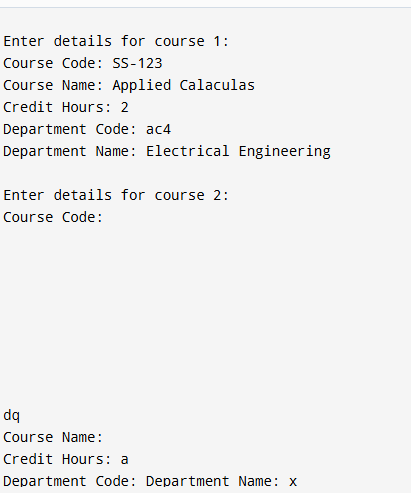 Enter details for course 1:
Course Code: SS-123
Course Name: Applied Calaculas
Credit Hours: 2
Department Code: ac4
Department Name: Electrical Engineering
Enter details for course 2:
Course Code:
dq
Course Name:
Credit Hours: a
Department Code: Department Name: x